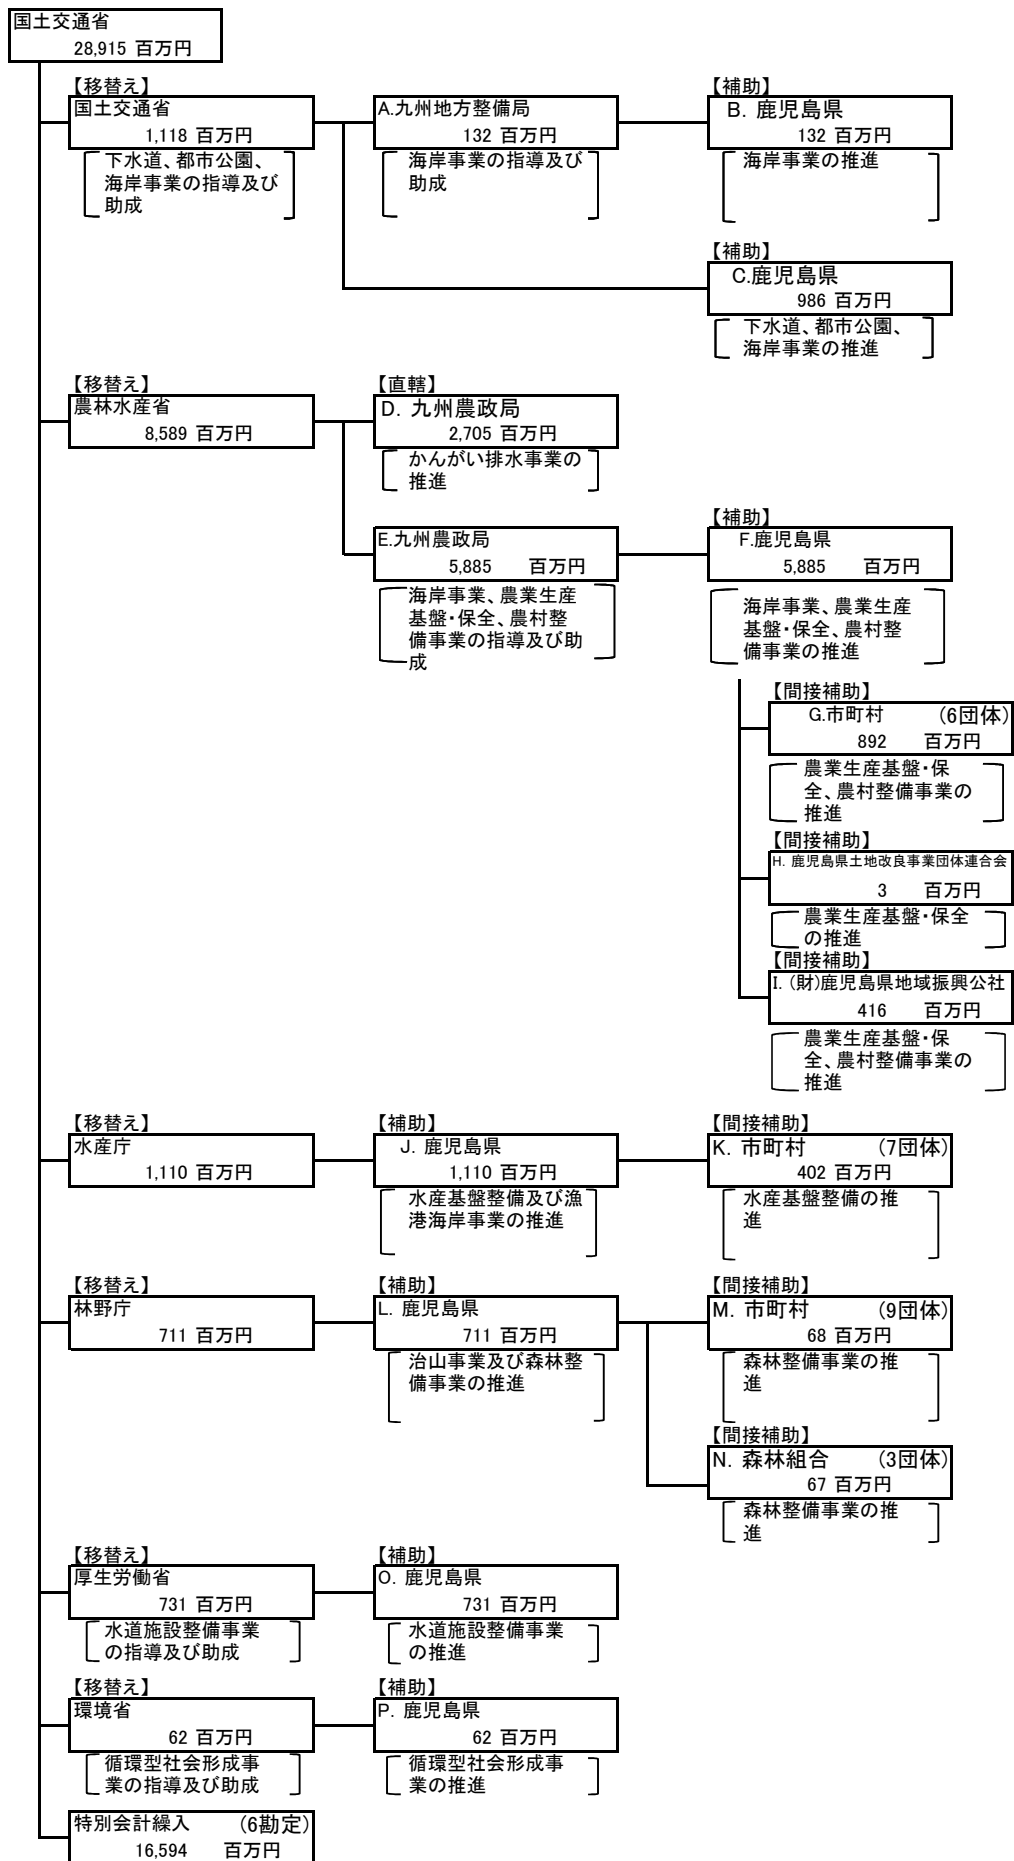 国土交通省
28,915 百万円
【移替え】
国土交通省
1,118 百万円
下水道、都市公園、
海岸事業の指導及び
助成
A.九州地方整備局
132 百万円
海岸事業の指導及び
助成
【補助】
B. 鹿児島県
132 百万円
海岸事業の推進
【補助】
C.鹿児島県
986 百万円
下水道、都市公園、
海岸事業の推進
【移替え】
農林水産省
8,589 百万円
【直轄】
D. 九州農政局
2,705 百万円
かんがい排水事業の
推進
E.九州農政局
5,885 百万円
海岸事業、農業生産
基盤・保全、農村整
備事業の指導及び助
成
【補助】
F.鹿児島県
5,885 百万円
海岸事業、農業生産
基盤・保全、農村整
備事業の推進
【間接補助】
G.市町村 (6団体)
892 百万円
農業生産基盤・保
全、農村整備事業の
推進
【間接補助】
H. 鹿児島県土地改良事業団体連合会
3 百万円
農業生産基盤・保全
の推進
【間接補助】
I. (財)鹿児島県地域振興公社
416 百万円
農業生産基盤・保
全、農村整備事業の
推進
【移替え】
水産庁
1,110 百万円
【補助】
J. 鹿児島県
1,110 百万円
水産基盤整備及び漁
港海岸事業の推進
【間接補助】
K. 市町村 (7団体)
402 百万円
水産基盤整備の推
進
【移替え】
林野庁
711 百万円
【補助】
L. 鹿児島県
711 百万円
治山事業及び森林整
備事業の推進
【間接補助】
M. 市町村 (9団体)
68 百万円
森林整備事業の推
進
【間接補助】
N. 森林組合 (3団体)
67 百万円
森林整備事業の推
進
【移替え】
厚生労働省
731 百万円
水道施設整備事業
の指導及び助成
【補助】
O. 鹿児島県
731 百万円
水道施設整備事業
の推進
【移替え】
環境省
62 百万円
循環型社会形成事
業の指導及び助成
【補助】
P. 鹿児島県
62 百万円
循環型社会形成事
業の推進
特別会計繰入 (6勘定)
16,594 百万円